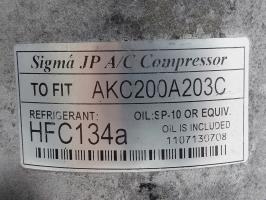 Sigmá JP A/C Compressor
TO FIT AKC200A203C
REFRIGERANT: OIL:SP-10 OR EQUIV.
HFC134a OIL IS INCLUDED
1107130708